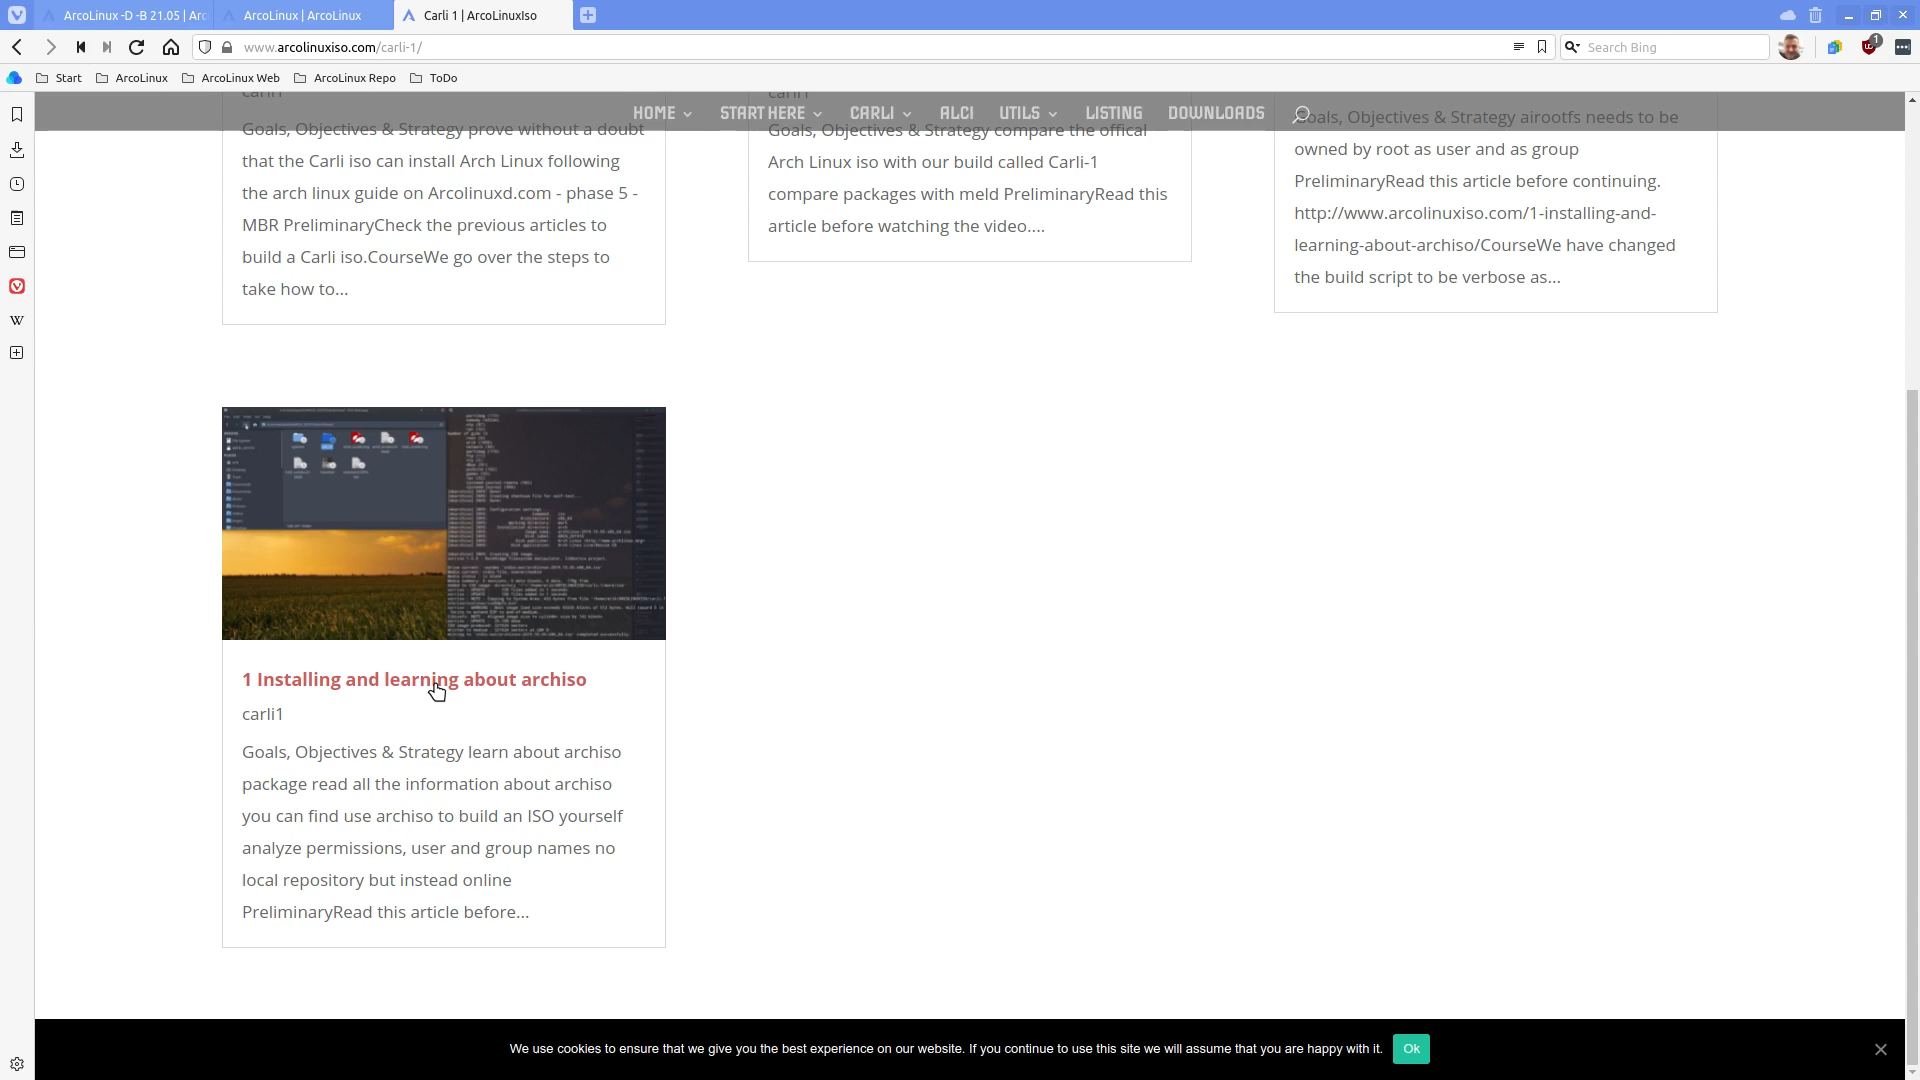 ArcoLinux -D -B 21.05 | Arc
ArcoLinux | ArcoLinux
Carli 1 | ArcoLinuxIso
www.arcolinuxiso.com/carli-1/
Search Bing
1
Start
ArcoLinux
ArcoLinux Web
ArcoLinux Repo
ToDo
HOME
START HERE
CARLI
ALCI
UTILS
LISTING
DOWNLOADS
carli1
Goals, Objectives & Strategy prove without a doubt
that the Carli iso can install Arch Linux following
the arch linux guide on Arcolinuxd.com - phase 5 -
MBR PreliminaryCheck the previous articles to
build a Carli iso.CourseWe go over the steps to
take how to...
carli1
Goals, Objectives & Strategy compare the offical
Arch Linux iso with our build called Carli-1
compare packages with meld PreliminaryRead this
article before watching the video....
Goals, Objectives & Strategy airootfs needs to be
owned by root as user and as group
PreliminaryRead this article before continuing.
http://www.arcolinuxiso.com/1-installing-and-
learning-about-archiso/CourseWe have changed
the build script to be verbose as...
1 Installing and learning about archiso
carli1
Goals, Objectives & Strategy learn about archiso
package read all the information about archiso
you can find use archiso to build an ISO yourself
analyze permissions, user and group names no
local repository but instead online
PreliminaryRead this article before...
We use cookies to ensure that we give you the best experience on our website. If you continue to use this site we will assume that you are happy with it.
Ok